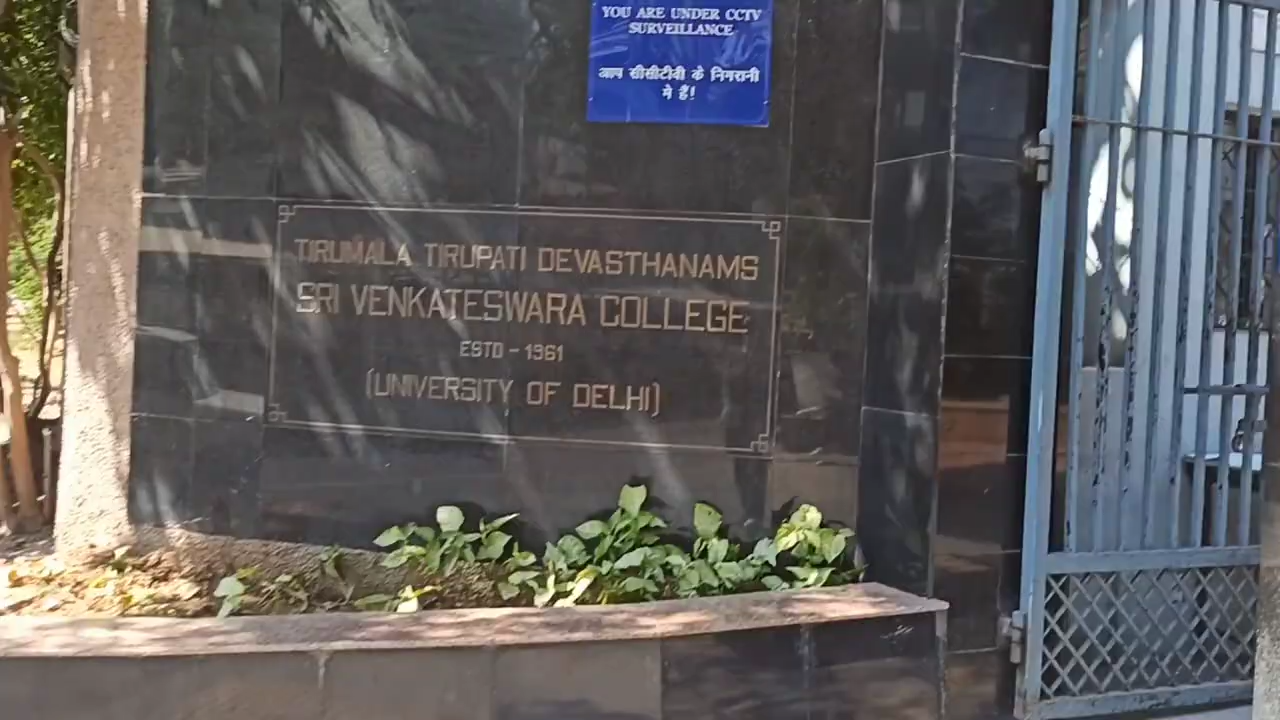 YOU ARE UNDER CCTV
SURVEILLANCE
आप सीसीटीवी के निगरानी
मे हैं!
TIRUMALA TIRUPATI DEVASTHANAMS
SRI VENKATESWARA COLLEGE
ESTD - 1961
(UNIVERSITY OF DELHI)